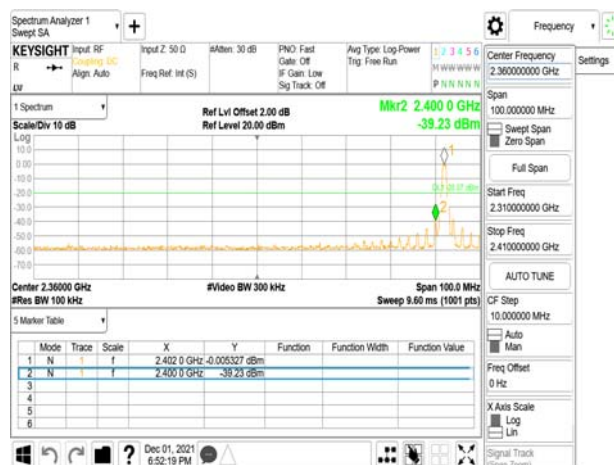 Spectrum Analyzer 1
Swept SA
Frequency
KEYSIGHT
Input: RF
Coupling: DC
Align: Auto
Input Z: 50 Ω
Freq Ref: Int (S)
#Atten: 30 dB
PNO: Fast
Gate: Off
IF Gain: Low
Sig Track: Off
Avg Type: Log-Power
Trig: Free Run
1 2 3 4 5 6
M W W W W W
P N N N N N
R
LXI
1 Spectrum
Scale/Div 10 dB
Ref Lvl Offset 2.00 dB
Ref Level 20.00 dBm
Mkr2 2.400 0 GHz
-39.23 dBm
Log
10.0
0.00
-10.0
-20.0
-30.0
-40.0
-50.0
-60.0
-70.0
1
2
Center 2.36000 GHz
#Res BW 100 kHz
#Video BW 300 kHz
Span 100.0 MHz
Sweep 9.60 ms (1001 pts)
5 Marker Table
Mode Trace Scale X Y Function Function Width Function Value
1 N 1 f 2.402 0 GHz -0.005327 dBm
2 N 1 f 2.400 0 GHz -39.23 dBm
3
4
5
6
?
Dec 01, 2021
6:52:19 PM
Center Frequency
2.360000000 GHz
Settings
Span
100.000000 MHz
Swept Span
Zero Span
Full Span
Start Freq
2.310000000 GHz
Stop Freq
2.410000000 GHz
AUTO TUNE
CF Step
10.000000 MHz
Auto
Man
Freq Offset
0 Hz
X Axis Scale
Log
Lin
Signal Track